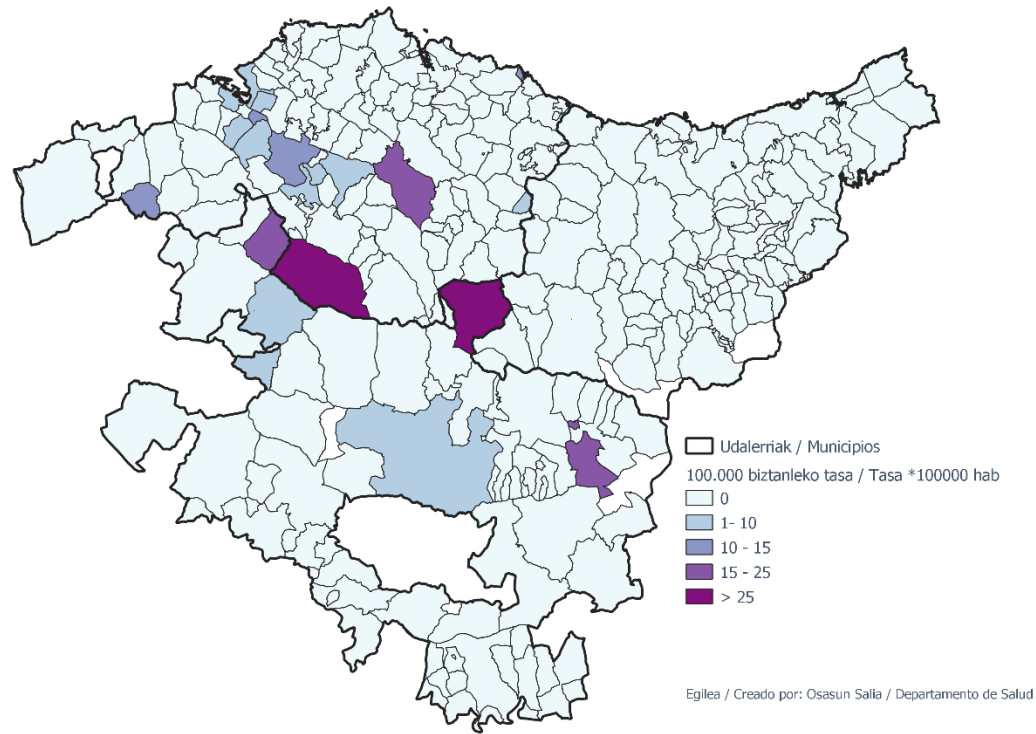 Udalerriak / Municipios
100.000 biztanleko tasa / Tasa *100000 hab
0
1- 10
10 - 15
15 - 25
> 25
Egilea / Creado por: Osasun Salia / Departamento de Salud